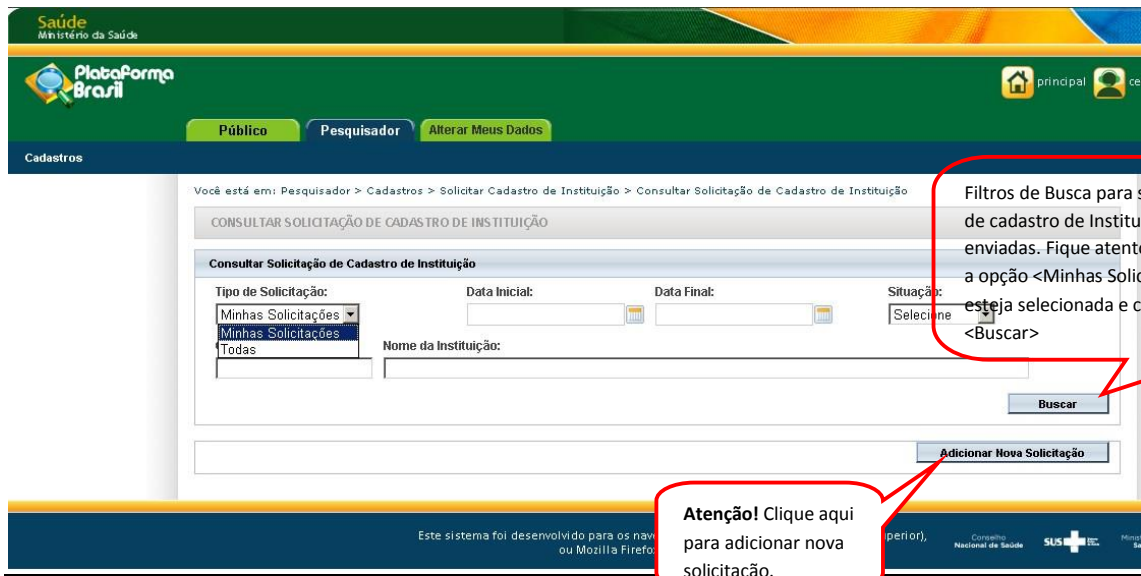 Saúde
Ministério da Saúde
Plataforma
Brasil
principal
Público Pesquisador Alterar Meus Dados
Cadastros
Você está em: Pesquisador > Cadastros > Solicitar Cadastro de Instituição > Consultar Solicitação de Cadastro de Instituição
CONSULTAR SOLICITAÇÃO DE CADASTRO DE INSTITUIÇÃO
Consultar Solicitação de Cadastro de Instituição
Tipo de Solicitação: Data Inicial: Data Final: Situação:
Minhas Solicitações Selecione
Minhas Solicitações
Todas
Nome da Instituição:
Buscar
Adicionar Nova Solicitação
Filtros de Busca para s
de cadastro de Institu
enviadas. Fique atent
a opção <Minhas Solic
esteja selecionada e c
<Buscar>
Atenção! Clique aqui
para adicionar nova
solicitação.
Este sistema foi desenvolvido para os nav perior),
ou Mozilla Firefo
Conselho
Nacional de Saúde
SUS